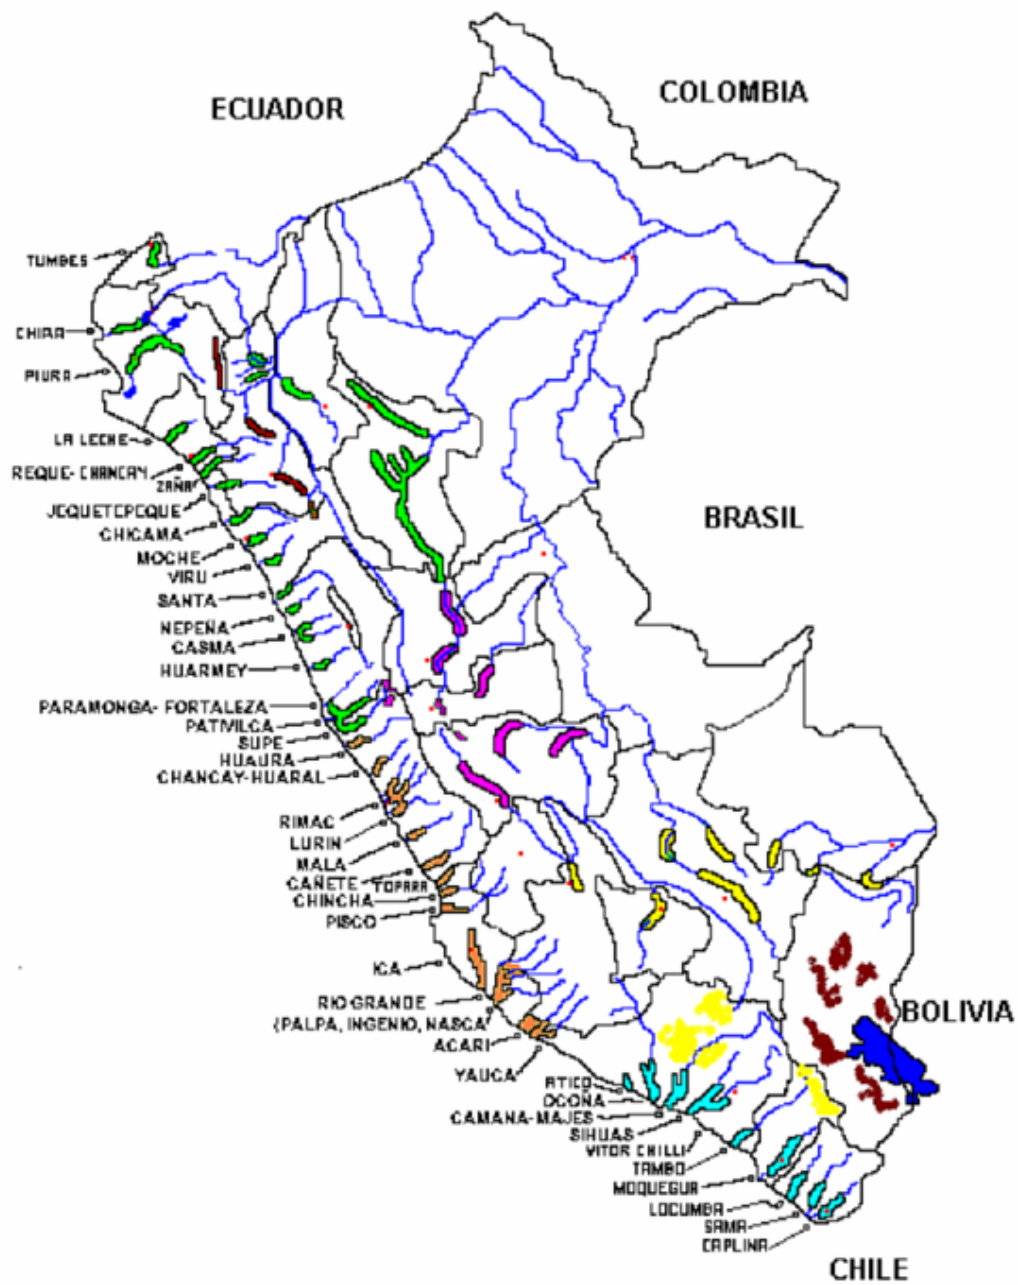 COLOMBIA
ECUADOR
TUMBES
CHIRA
PIURA
LA LECHE
REQUE- CHANCAY
ZAÑA
JEQUETEPEQUE
BRASIL
CHICAMA
MOCHE
VIRU
SANTA
NEPEÑA
CASMA
HUARMEY
PARAMONGA- FORTALEZA
PATIVILCA
SUPE
HUAURA
CHANCAY-HUARAL
RIMAC
LURIN
MALA
CAÑETE
TOPARA
CHINCHA
PISCO
ICA
RIO GRANDE
(PALPA, INGENIO, NASCA
BOLIVIA
ACARI
YAUCA
ATICO
OCOÑA
CAMANA-MAJES
SIHUAS
VITOR CHILLI
TAMBO
MOQUEGUA
LOCUMBA
SAMA
CAPLINA
CHILE